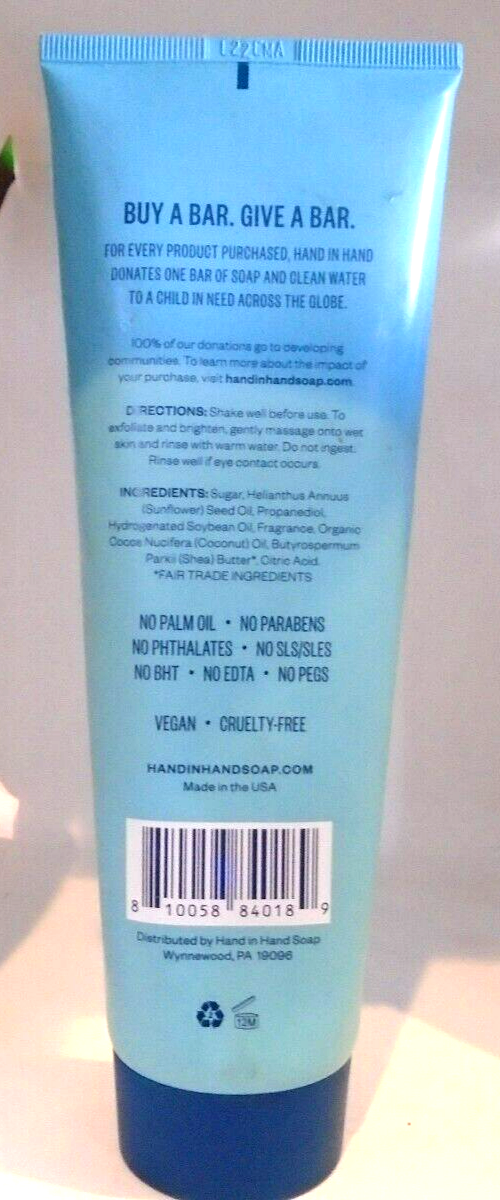 BUY A BAR. GIVE A BAR.
FOR EVERY PRODUCT PURCHASED, HAND IN HAND
DONATES ONE BAR OF SOAP AND CLEAN WATER
TO A CHILD IN NEED ACROSS THE GLOBE.
100% of our donations go to developing
communities. To learn more about the impact of
your purchase, visit handinhandsoap.com.
DIRECTIONS: Shake well before use. To
exfoliate and brighten, gently massage onto wet
skin and rinse with warm water. Do not ingest.
Rinse well if eye contact occurs.
INGREDIENTS: Sugar, Helianthus Annuus
(Sunflower) Seed Oil, Propanediol,
Hydrogenated Soybean Oil, Fragrance, Organic
Cocos Nucifera (Coconut) Oil, Butyrospermum
Parkii (Shea) Butter*, Citric Acid.
*FAIR TRADE INGREDIENTS
NO PALM OIL • NO PARABENS
NO PHTHALATES • NO SLS/SLES
NO BHT • NO EDTA • NO PEGS
VEGAN • CRUELTY-FREE
HANDINHANDSOAP.COM
Made in the USA
8 10058 84018 9
Distributed by Hand in Hand Soap
Wynnewood, PA 19096
12M